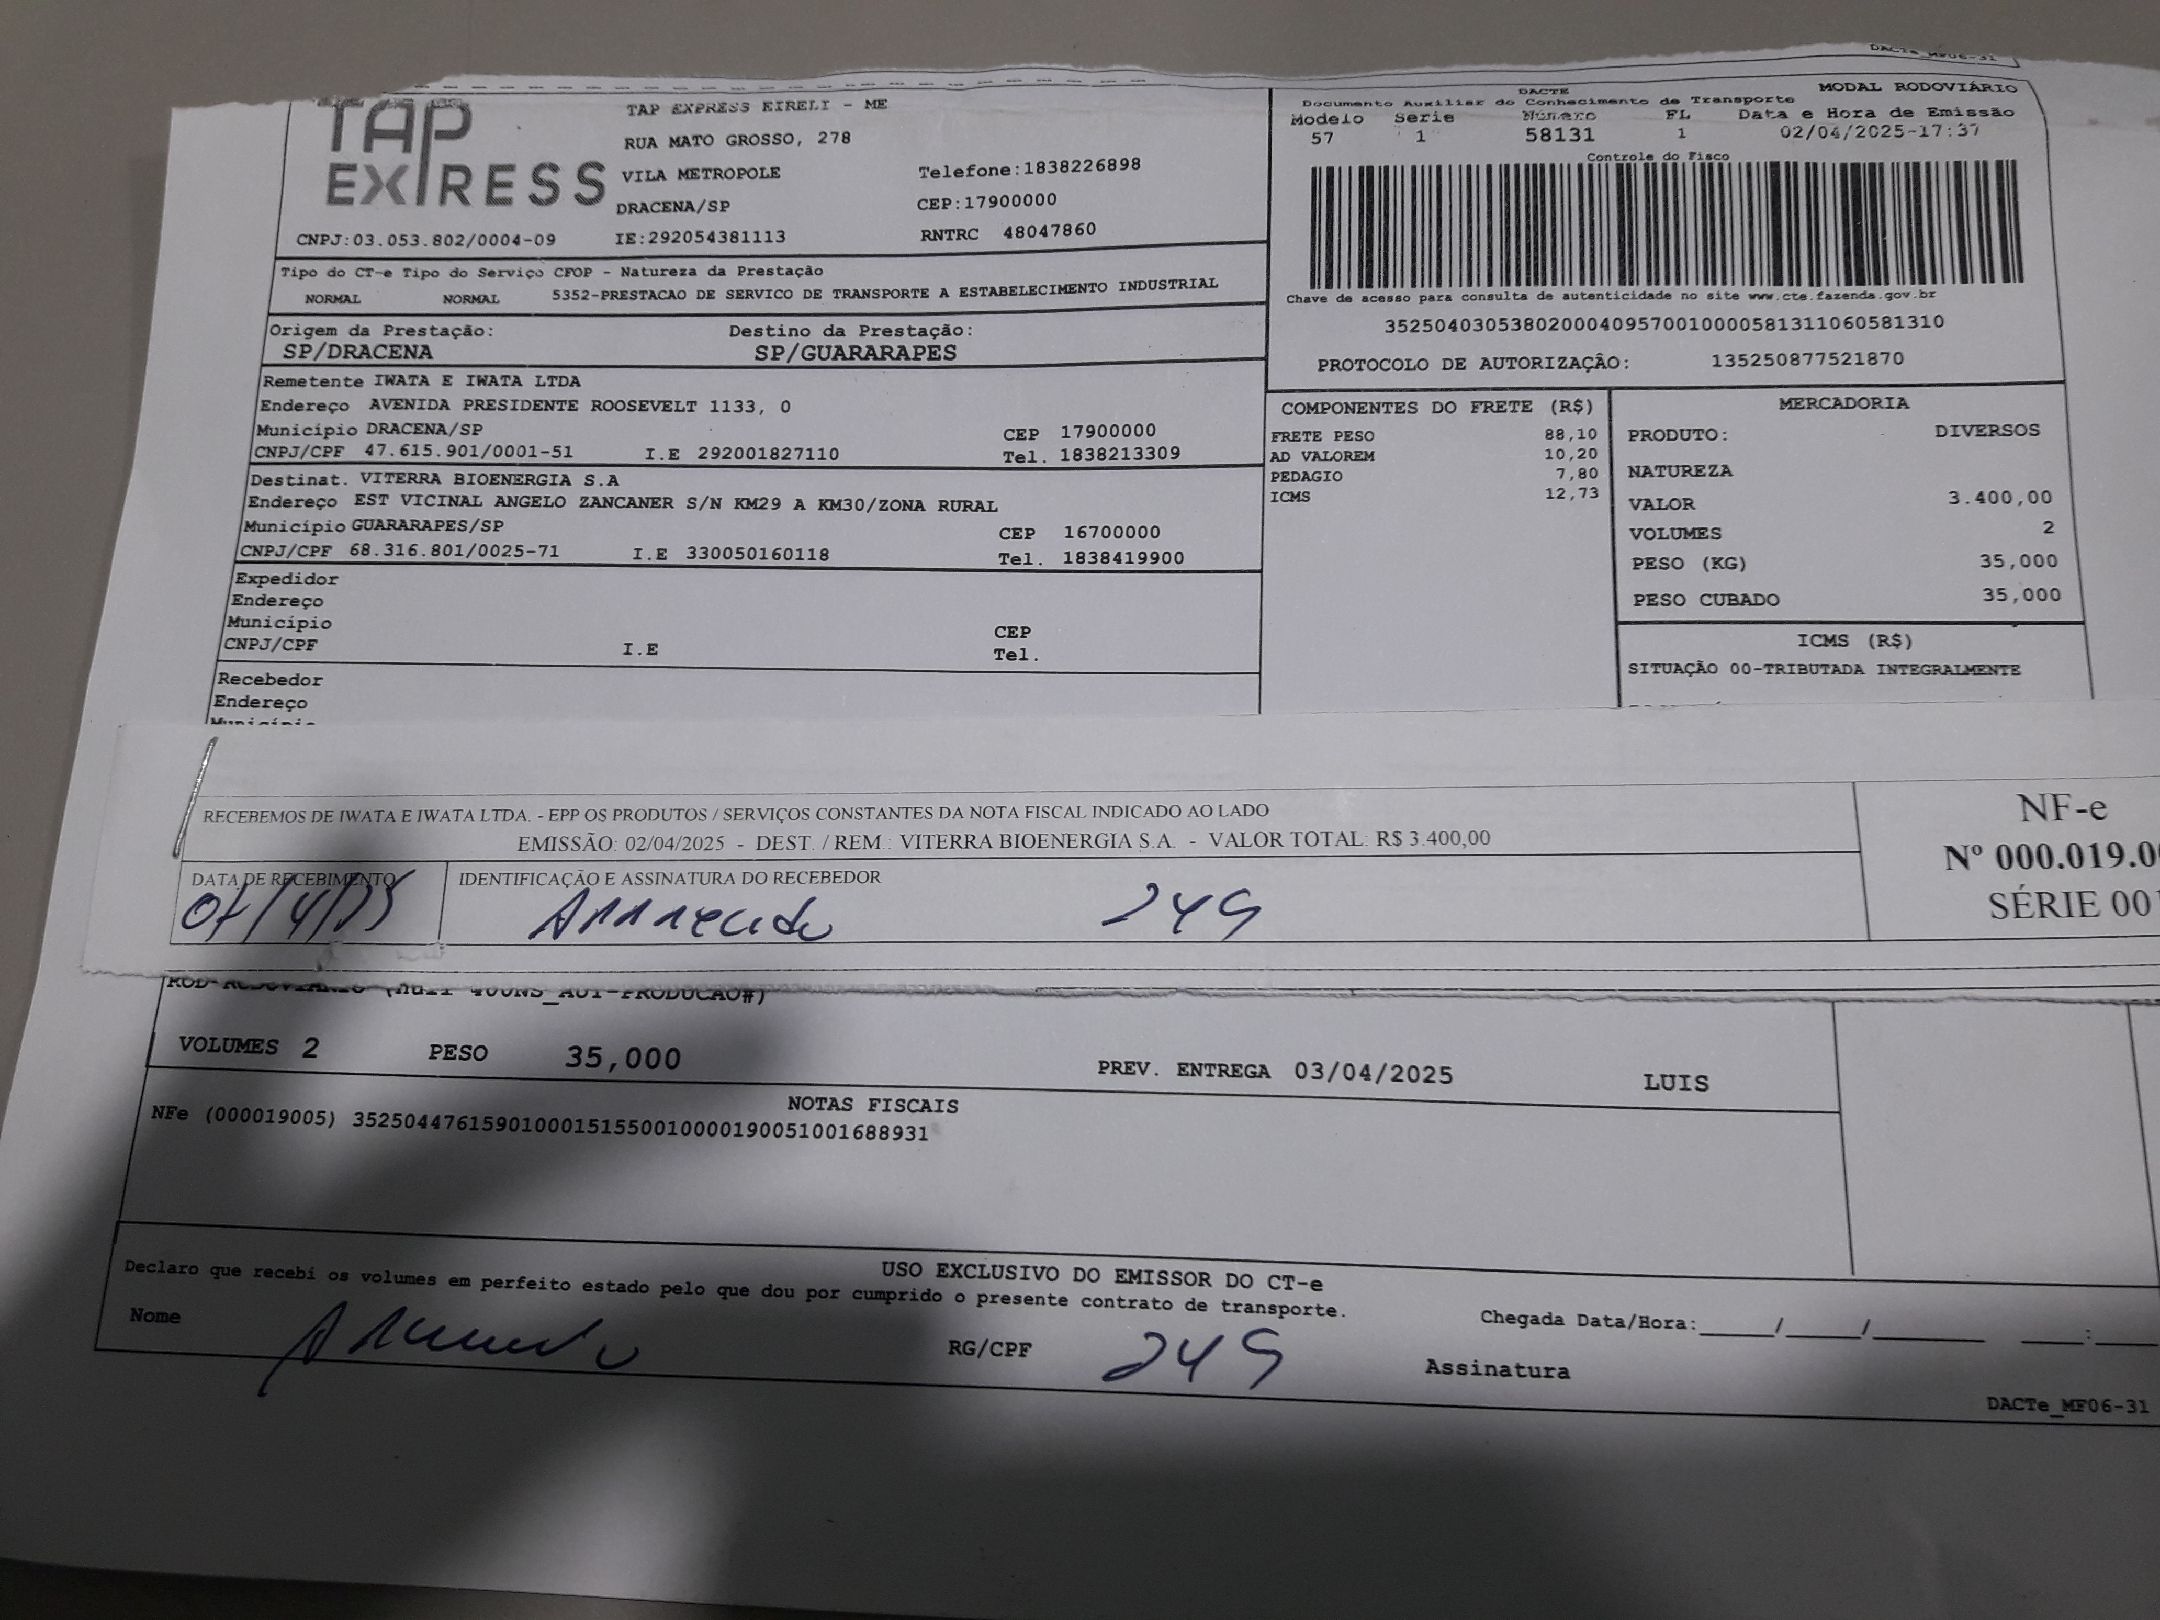 DACTe_MF06-31
TAP
EXPRESS
TAP EXPRESS EIRELI - ME
RUA MATO GROSSO, 278
VILA METROPOLE Telefone:1838226898
DRACENA/SP CEP:17900000
CNPJ:03.053.802/0004-09 IE:292054381113 RNTRC 48047860
DACTE MODAL RODOVIÁRIO
Documento Auxiliar do Conhecimento de Transporte
Modelo Serie Número FL Data e Hora de Emissão
57 1 58131 1 02/04/2025-17:37
Controle do Fisco
Chave de acesso para consulta de autenticidade no site www.cte.fazenda.gov.br
35250403053802000409570010000581311060581310
PROTOCOLO DE AUTORIZAÇÃO: 135250877521870
Tipo do CT-e Tipo do Serviço CFOP - Natureza da Prestação
NORMAL NORMAL 5352-PRESTACAO DE SERVICO DE TRANSPORTE A ESTABELECIMENTO INDUSTRIAL
Origem da Prestação: Destino da Prestação:
SP/DRACENA SP/GUARARAPES
Remetente IWATA E IWATA LTDA
Endereço AVENIDA PRESIDENTE ROOSEVELT 1133, 0
Município DRACENA/SP CEP 17900000
CNPJ/CPF 47.615.901/0001-51 I.E 292001827110 Tel. 1838213309
Destinat. VITERRA BIOENERGIA S.A
Endereço EST VICINAL ANGELO ZANCANER S/N KM29 A KM30/ZONA RURAL
Município GUARARAPES/SP CEP 16700000
CNPJ/CPF 68.316.801/0025-71 I.E 330050160118 Tel. 1838419900
Expedidor
Endereço
Município CEP
CNPJ/CPF I.E Tel.
Recebedor
Endereço
Município
COMPONENTES DO FRETE (R$)
FRETE PESO 88,10
AD VALOREM 10,20
PEDAGIO 7,80
ICMS 12,73
MERCADORIA
PRODUTO: DIVERSOS
NATUREZA
VALOR 3.400,00
VOLUMES 2
PESO (KG) 35,000
PESO CUBADO 35,000
ICMS (R$)
SITUAÇÃO 00-TRIBUTADA INTEGRALMENTE
RECEBEMOS DE IWATA E IWATA LTDA. - EPP OS PRODUTOS / SERVIÇOS CONSTANTES DA NOTA FISCAL INDICADO AO LADO
EMISSÃO: 02/04/2025 - DEST. / REM.: VITERRA BIOENERGIA S.A. - VALOR TOTAL: R$ 3.400,00
DATA DE RECEBIMENTO IDENTIFICAÇÃO E ASSINATURA DO RECEBEDOR
249
NF-e
Nº 000.019.0
SÉRIE 00
VOLUMES 2 PESO 35,000 PREV. ENTREGA 03/04/2025 LUIS
NOTAS FISCAIS
NFe (000019005) 35250447615901000151550010000190051001688931
USO EXCLUSIVO DO EMISSOR DO CT-e
Declaro que recebi os volumes em perfeito estado pelo que dou por cumprido o presente contrato de transporte.
Nome RG/CPF 249 Chegada Data/Hora:_____/_____/________ ____:____
Assinatura
DACTe_MF06-31